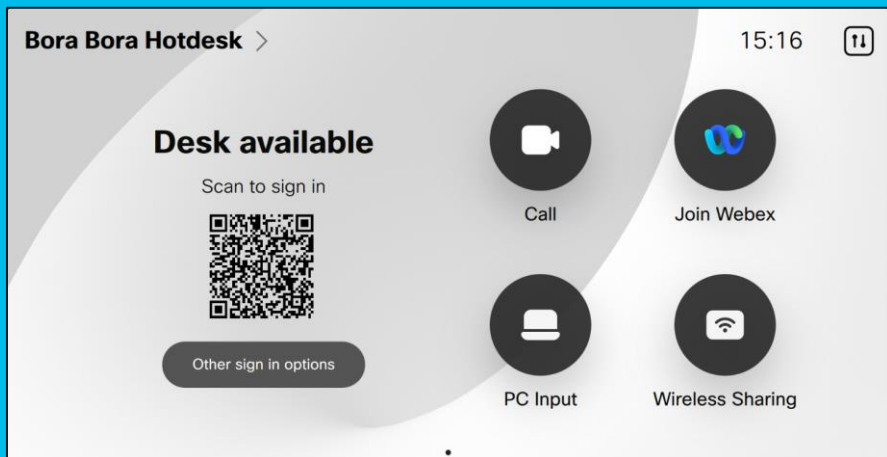 Bora Bora Hotdesk
15:16
Desk available
Scan to sign in
Other sign in options
Call
Join Webex
PC Input
Wireless Sharing